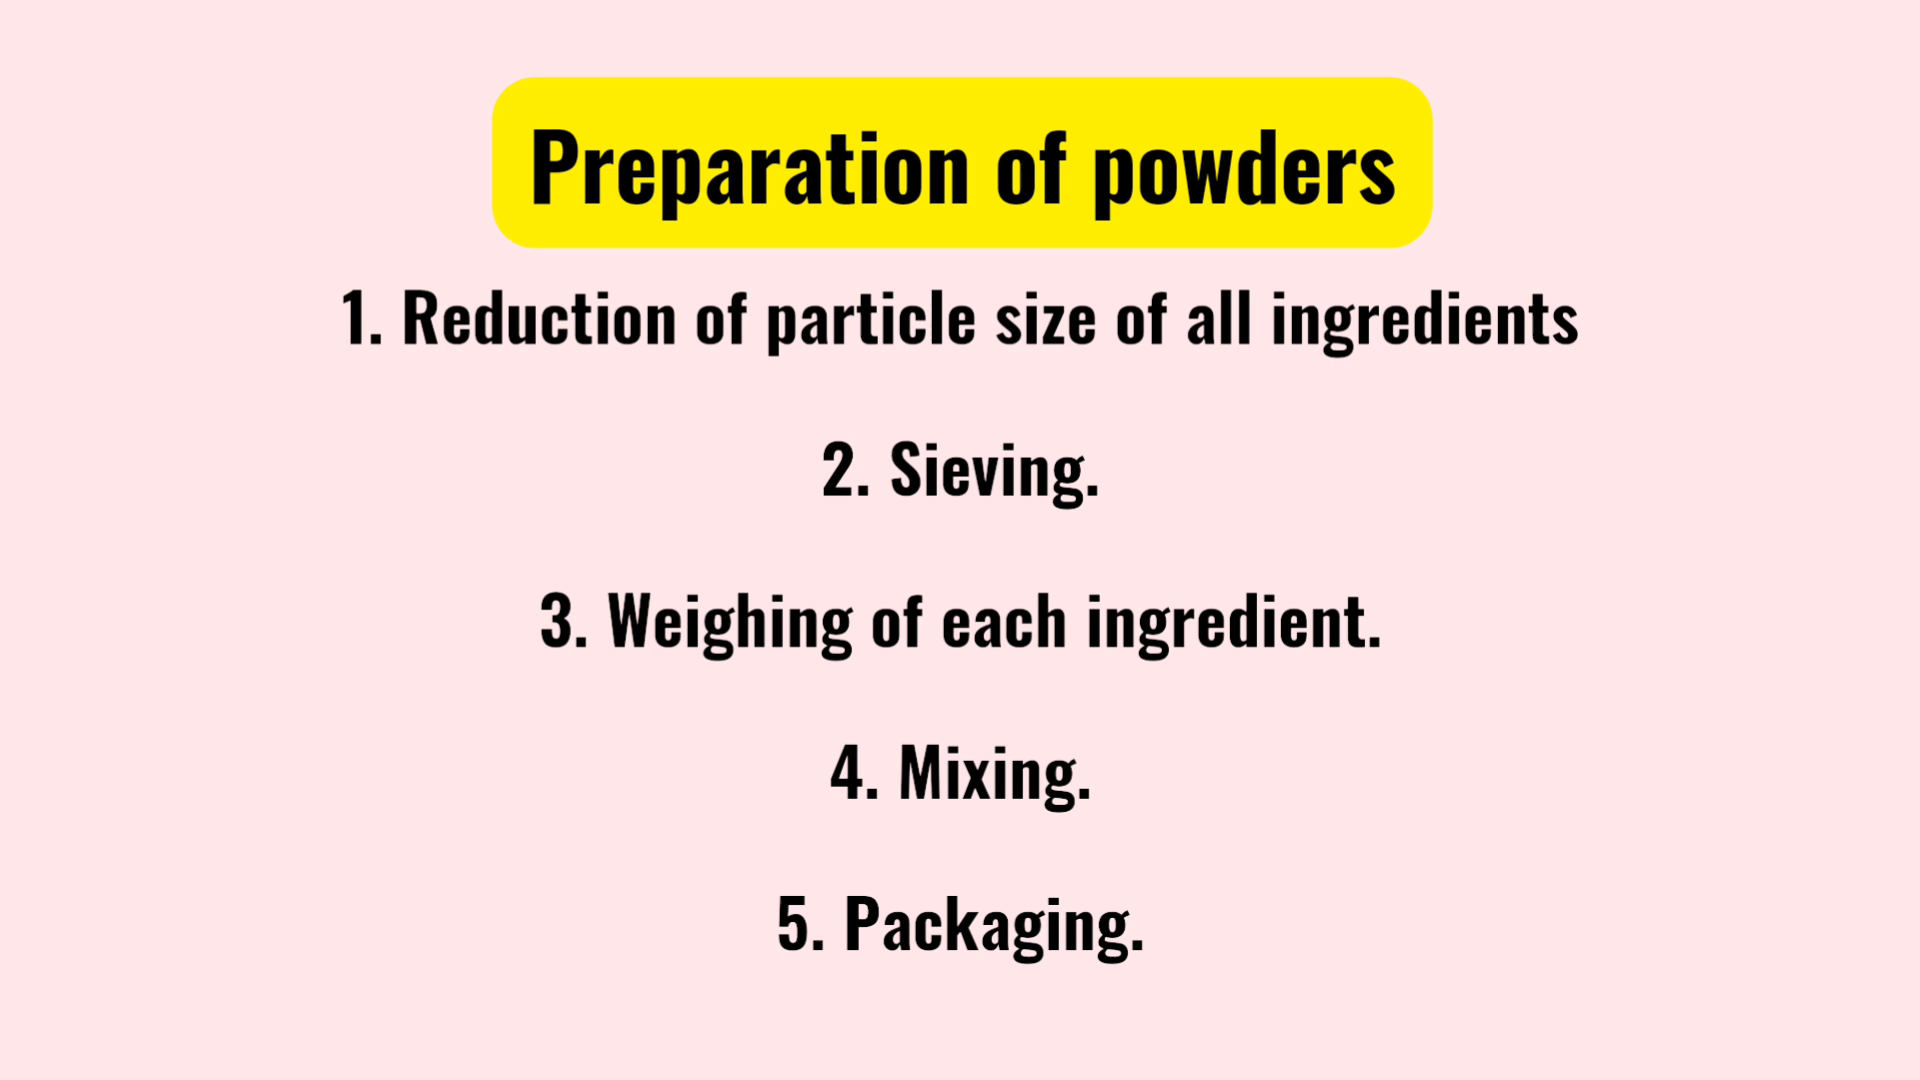 Preparation of powders
1. Reduction of particle size of all ingredients
2. Sieving.
3. Weighing of each ingredient.
4. Mixing.
5. Packaging.